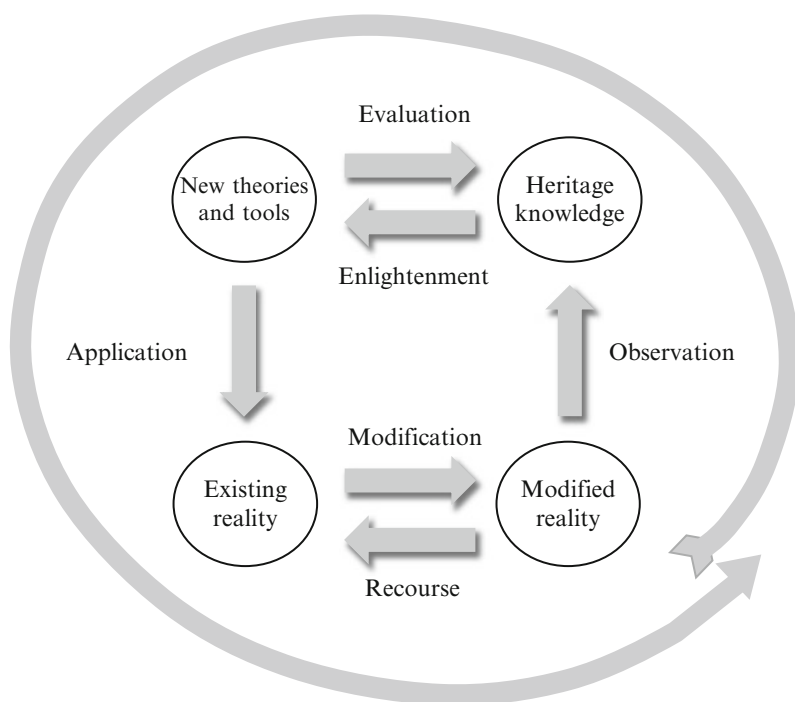 Evaluation
New theories
and tools
Heritage
knowledge
Enlightenment
Application
Observation
Modification
Existing
reality
Modified
reality
Recourse